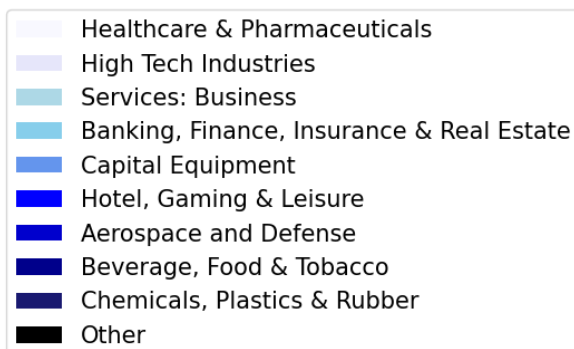 Healthcare & Pharmaceuticals
High Tech Industries
Services: Business
Banking, Finance, Insurance & Real Estate
Capital Equipment
Hotel, Gaming & Leisure
Aerospace and Defense
Beverage, Food & Tobacco
Chemicals, Plastics & Rubber
Other